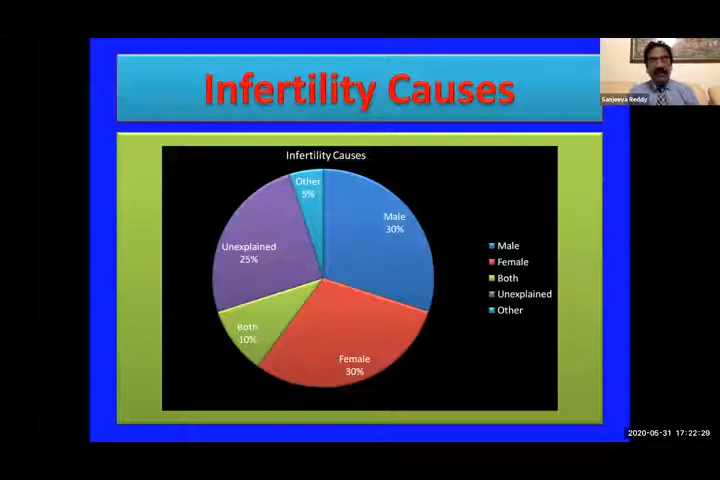 Infertility Causes
Sanjeeva Reddy
Infertility Causes
Other
5%
Male
30%
Unexplained
25%
Both
10%
Female
30%
Male
Female
Both
Unexplained
Other
2020-05-31 17:22:29